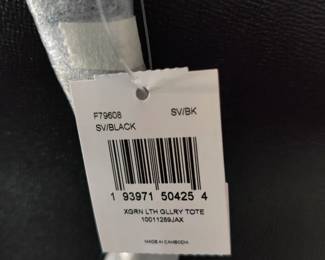 F79608 SV/BK
SV/BLACK
1 93971 50425 4
XGRN LTH GLLRY TOTE
10011289JAX
MADE IN CAMBODIA